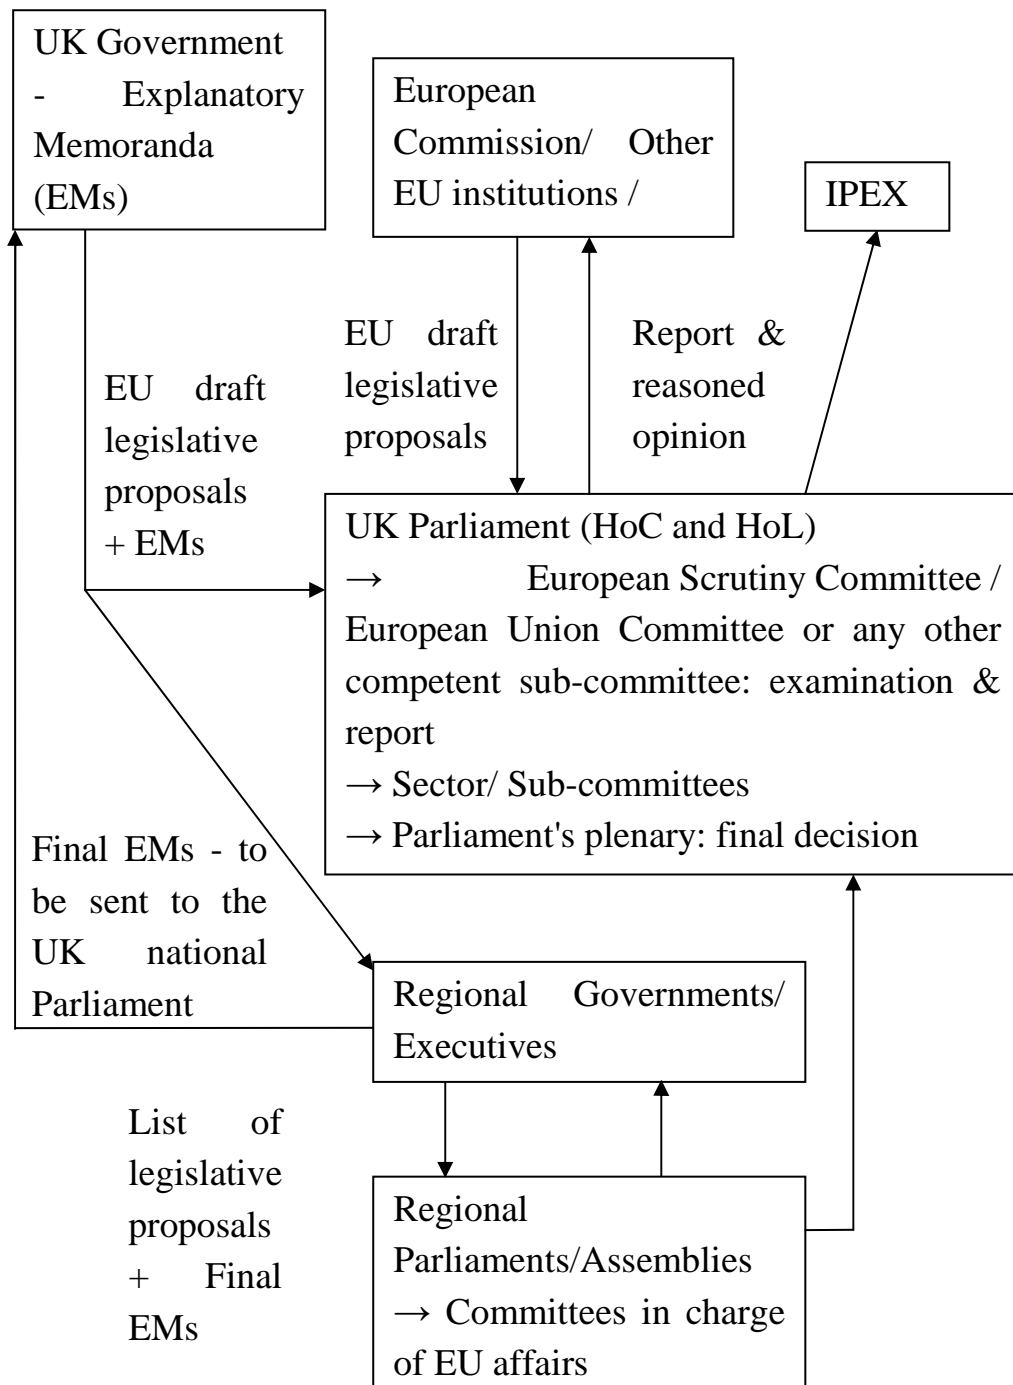 UK Government
- Explanatory
Memoranda
(EMs)
European
Commission/ Other
EU institutions /
IPEX
EU draft
legislative
proposals
Report &
reasoned
opinion
EU draft
legislative
proposals
+ EMs
UK Parliament (HoC and HoL)
→ European Scrutiny Committee /
European Union Committee or any other
competent sub-committee: examination &
report
→ Sector/ Sub-committees
→ Parliament's plenary: final decision
Final EMs - to
be sent to the
UK national
Parliament
Regional Governments/
Executives
List of
legislative
proposals
+ Final
EMs
Regional
Parliaments/Assemblies
→ Committees in charge
of EU affairs